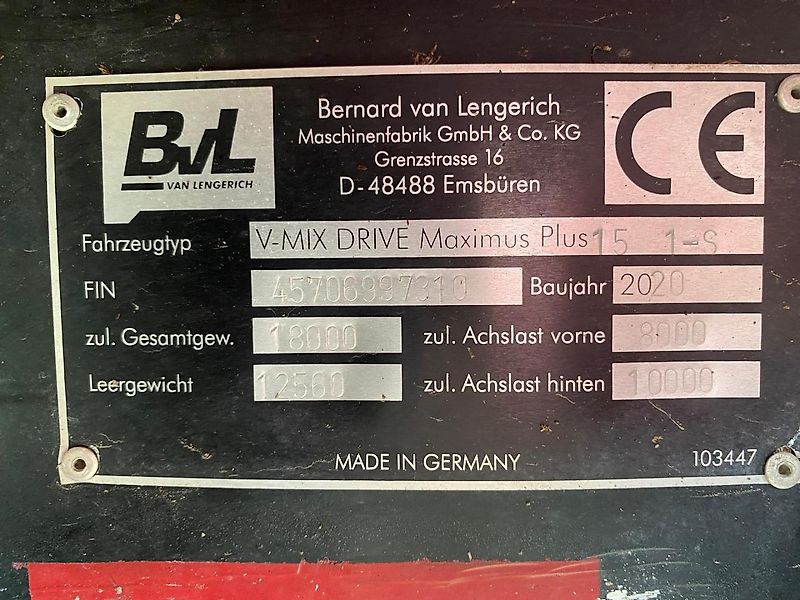 BvL
VAN LENGERICH
Bernard van Lengerich
Maschinenfabrik GmbH & Co. KG
Grenzstrasse 16
D-48488 Emsbüren
CE
Fahrzeugtyp V-MIX DRIVE Maximus Plus 15 1-S
FIN 45706997310 Baujahr 2020
zul. Gesamtgew. 18000 zul. Achslast vorne 8000
Leergewicht 12560 zul. Achslast hinten 10000
MADE IN GERMANY 103447